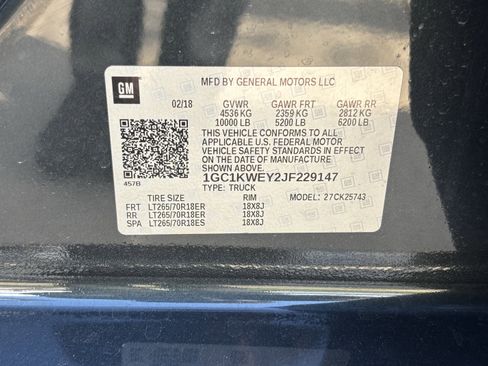 GM
MFD BY GENERAL MOTORS LLC
02/18 GVWR GAWR FRT GAWR RR
4536 KG 2359 KG 2812 KG
10000 LB 5200 LB 6200 LB
THIS VEHICLE CONFORMS TO ALL
APPLICABLE U.S. FEDERAL MOTOR
VEHICLE SAFETY STANDARDS IN
EFFECT ON THE DATE OF MANUFACTURE
SHOWN ABOVE.
1GC1KWEY2JF229147
457B
TYPE: TRUCK
TIRE SIZE RIM MODEL: 27CK25743
FRT LT265/70R18ER 18X8J
RR LT265/70R18ER 18X8J
SPA LT265/70R18ES 18X8J